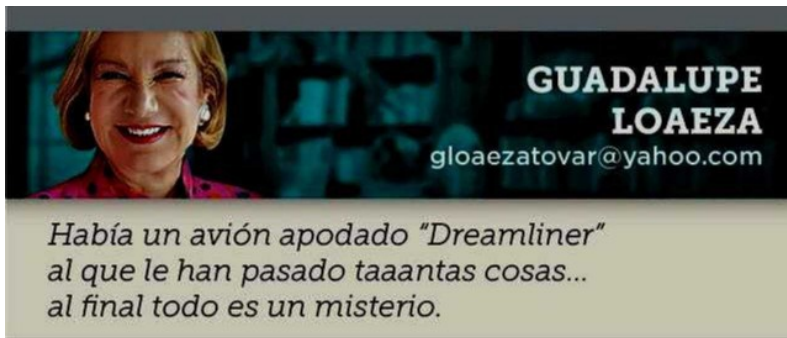 GUADALUPE
LOAEZA
gloaezatovar@yahoo.com
Había un avión apodado “Dreamliner”
al que le han pasado taaantas cosas...
al final todo es un misterio.